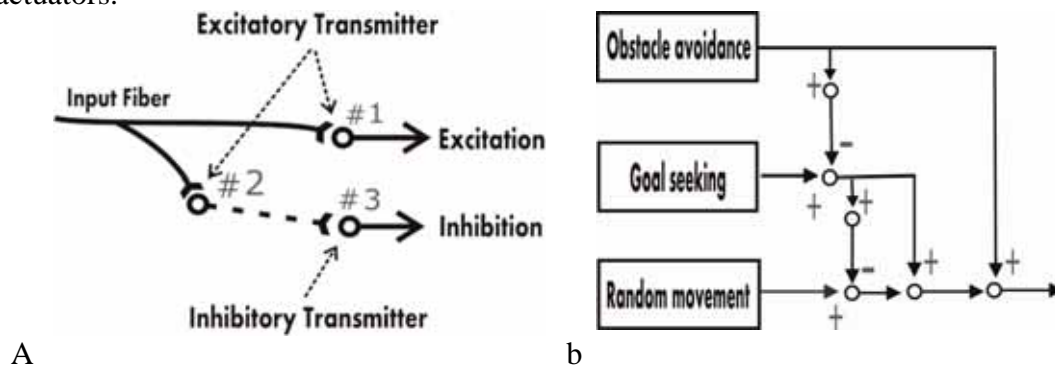 actuators.
Excitatory Transmitter
Input Fiber
#1
Excitation
#2
#3
Inhibition
Inhibitory Transmitter
A
Obstacle avoidance
+
-
Goal seeking
+
+
-
+
+
Random movement
+
b